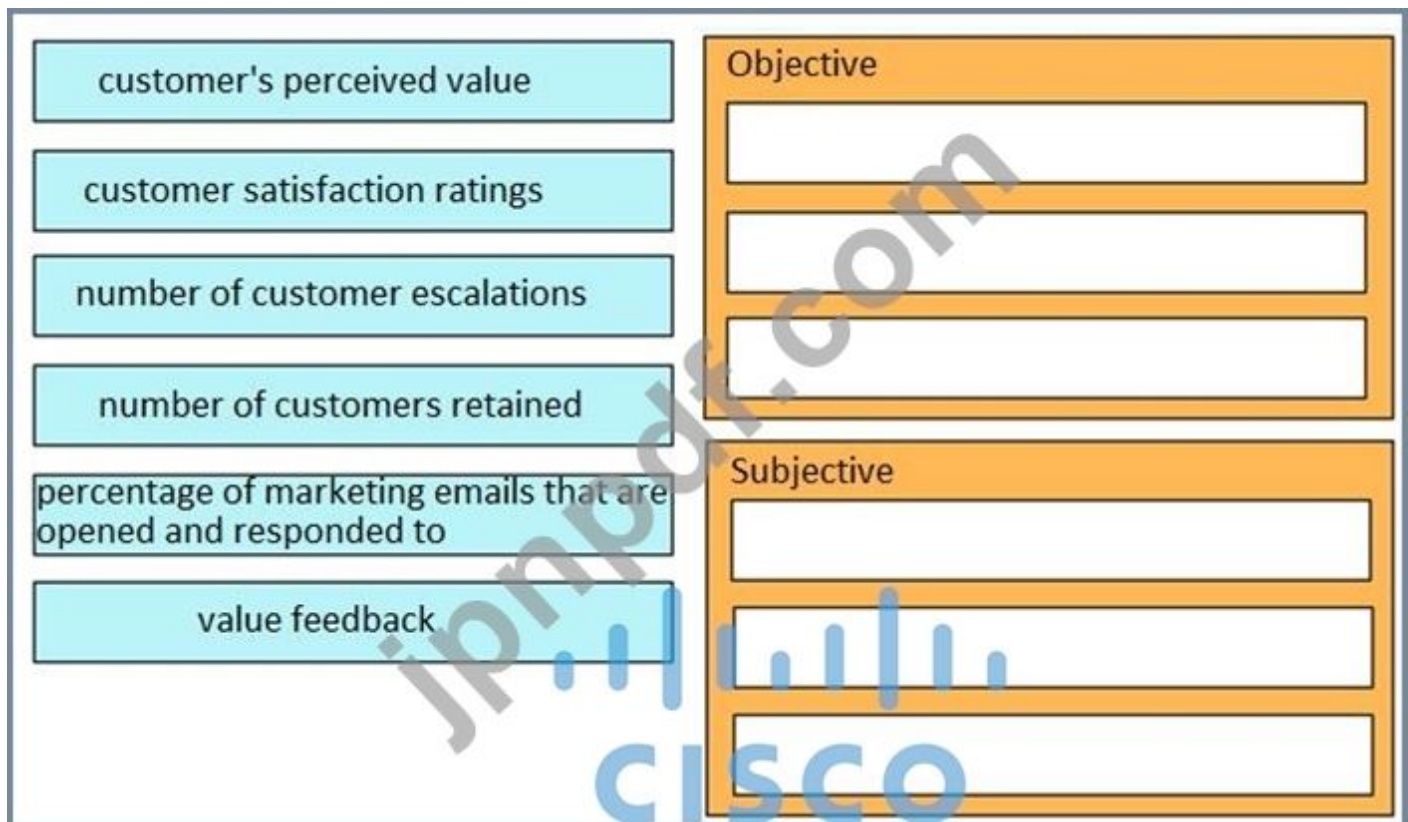 customer's perceived value
customer satisfaction ratings
number of customer escalations
number of customers retained
percentage of marketing emails that are
opened and responded to
value feedback
Objective
Subjective
jpnpdf.com
CISCO